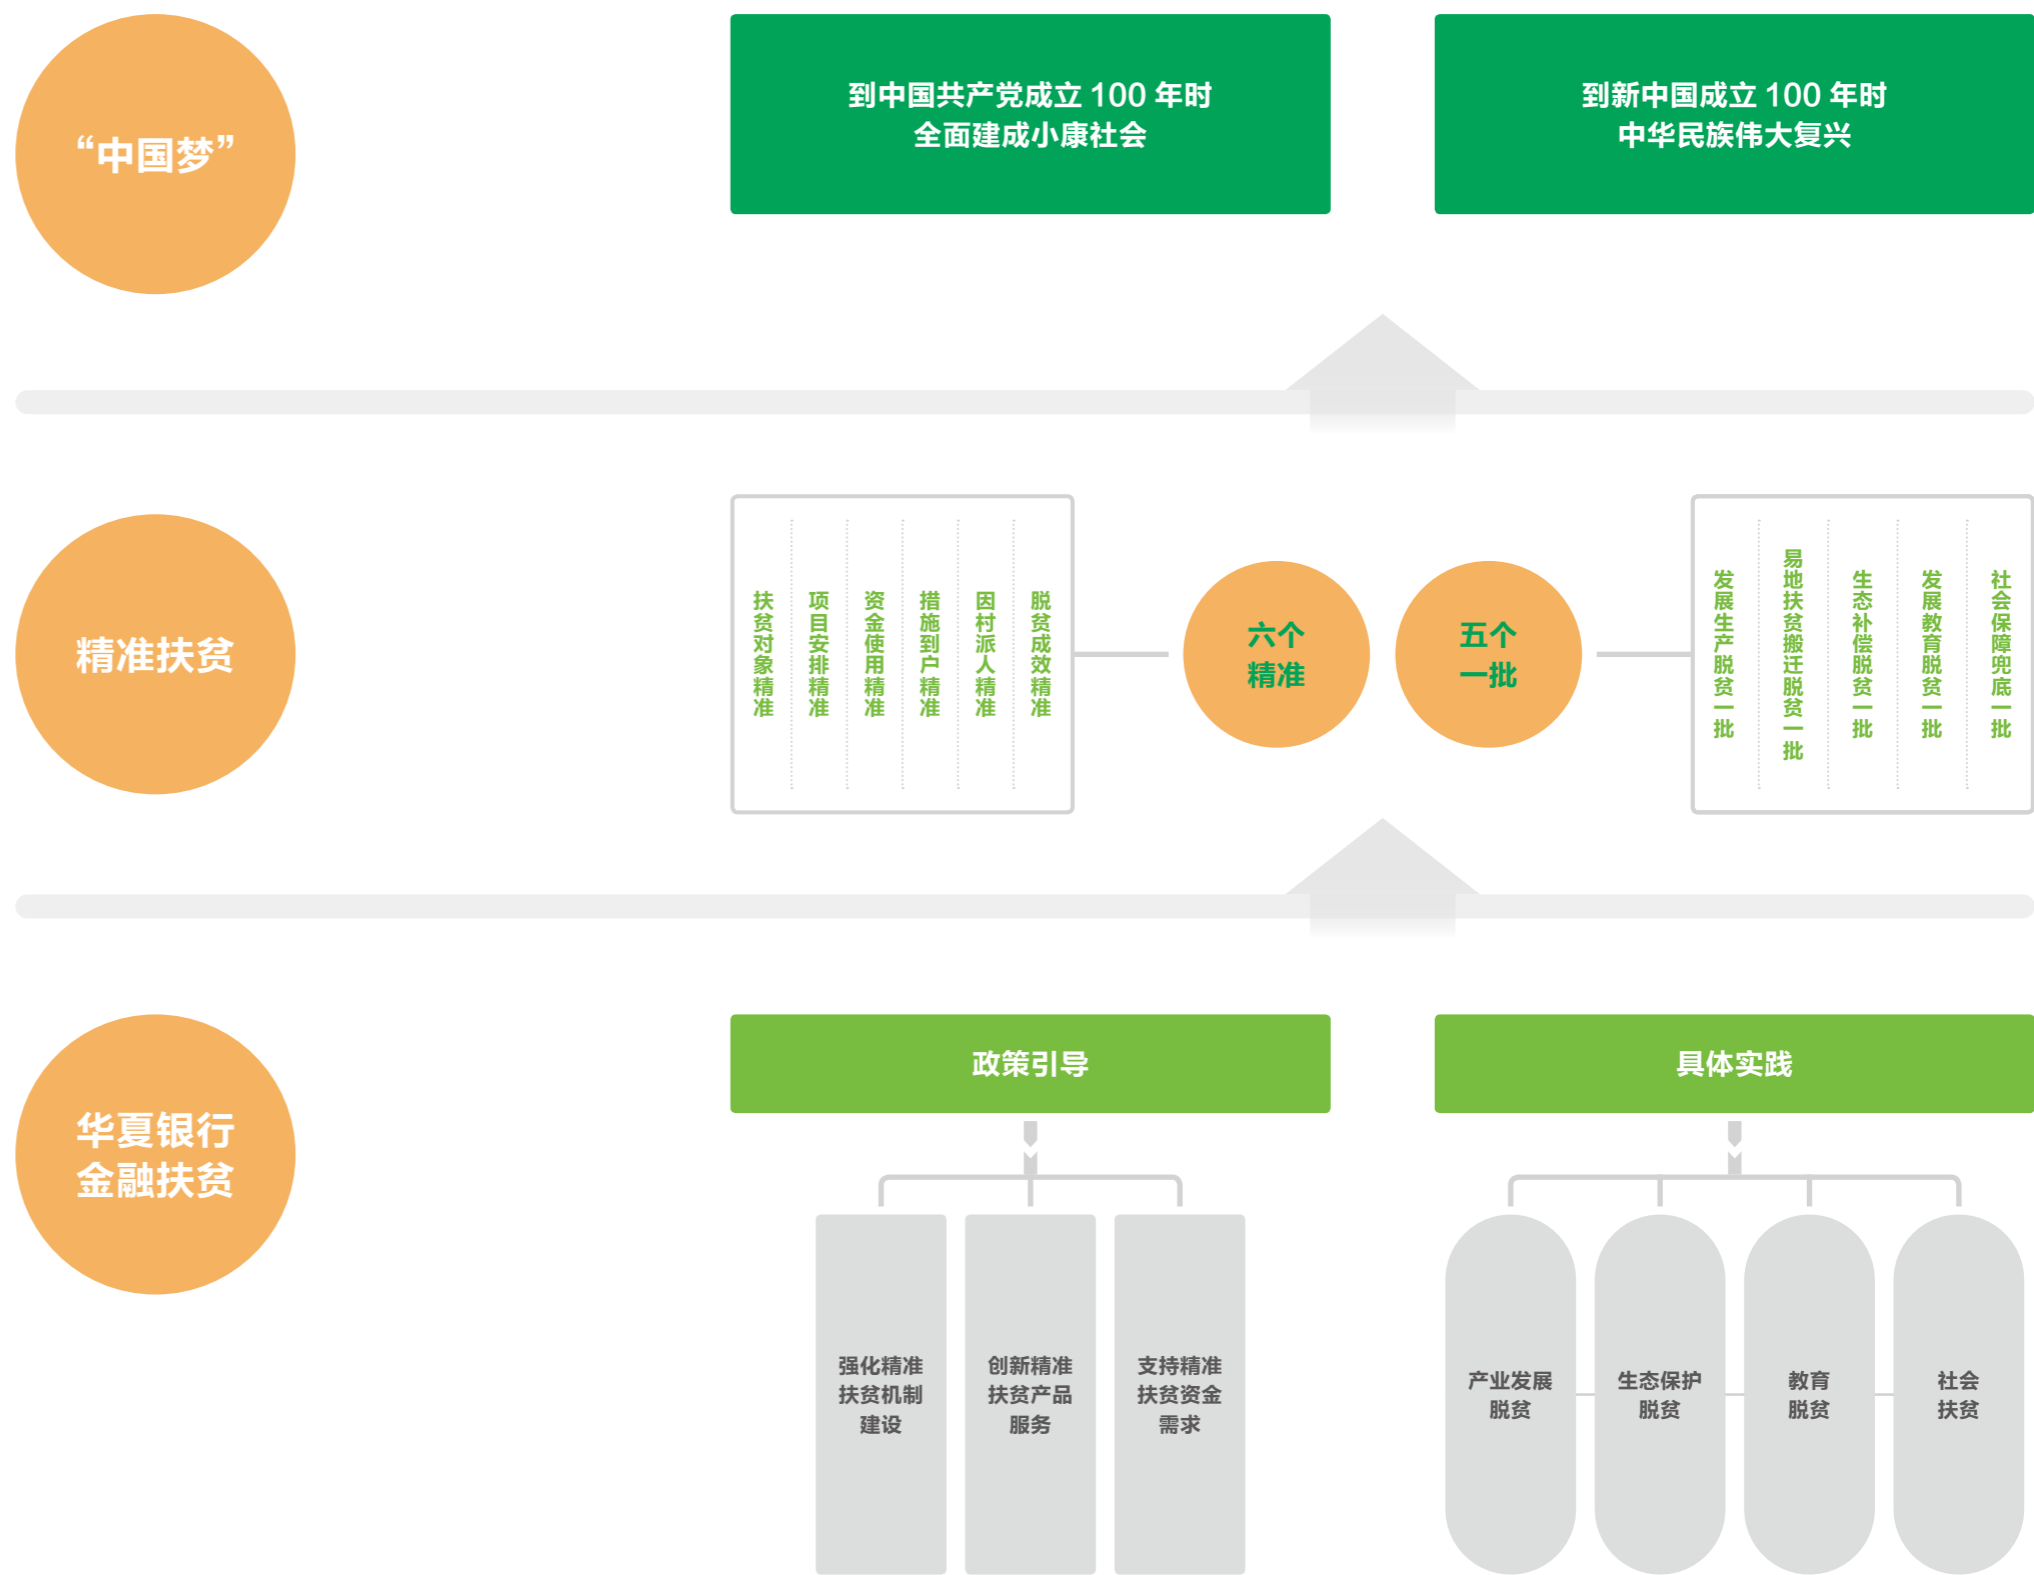 “中国梦”
到中国共产党成立 100 年时
全面建成小康社会
到新中国成立 100 年时
中华民族伟大复兴
精准扶贫
扶贫对象精准
项目安排精准
资金使用精准
措施到户精准
因村派人精准
脱贫成效精准
六个
精准
五个
一批
发展生产脱贫一批
易地扶贫搬迁脱贫一批
生态补偿脱贫一批
发展教育脱贫一批
社会保障兜底一批
华夏银行
金融扶贫
政策引导
强化精准
扶贫机制
建设
创新精准
扶贫产品
服务
支持精准
扶贫资金
需求
具体实践
产业发展
脱贫
生态保护
脱贫
教育
脱贫
社会
扶贫